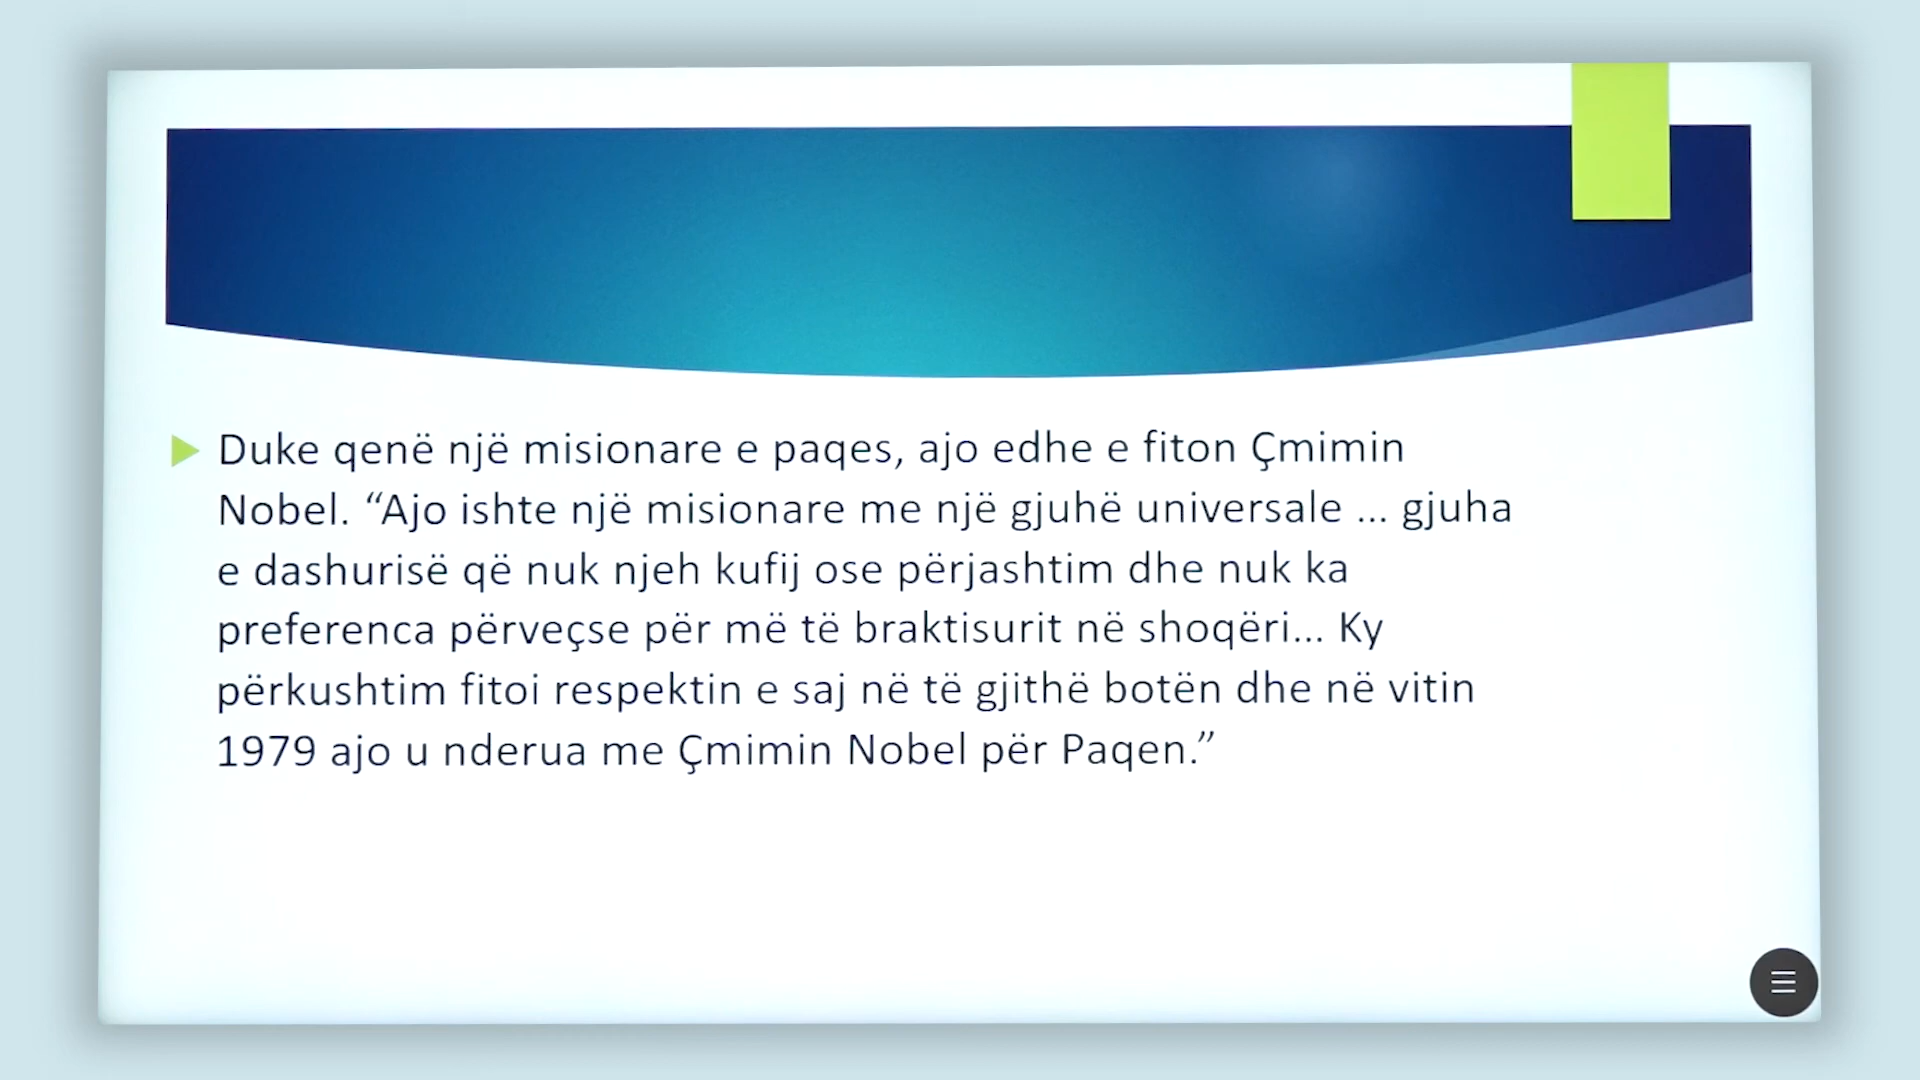 Duke qenë një misionare e paqes, ajo edhe e fiton Çmimin
Nobel. “Ajo ishte një misionare me një gjuhë universale ... gjuha
e dashurisë që nuk njeh kufij ose përjashtim dhe nuk ka
preferenca përveçse për më të braktisurit në shoqëri... Ky
përkushtim fitoi respektin e saj në të gjithë botën dhe në vitin
1979 ajo u nderua me Çmimin Nobel për Paqen.”